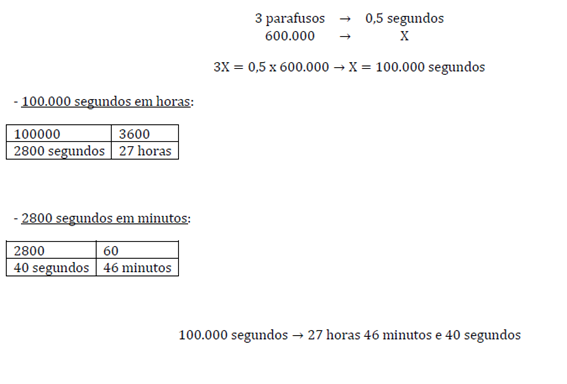 3 parafusos → 0,5 segundos
600.000 → X
3X = 0,5 x 600.000 → X = 100.000 segundos
- 100.000 segundos em horas:
100000 3600
2800 segundos 27 horas
- 2800 segundos em minutos:
2800 60
40 segundos 46 minutos
100.000 segundos → 27 horas 46 minutos e 40 segundos